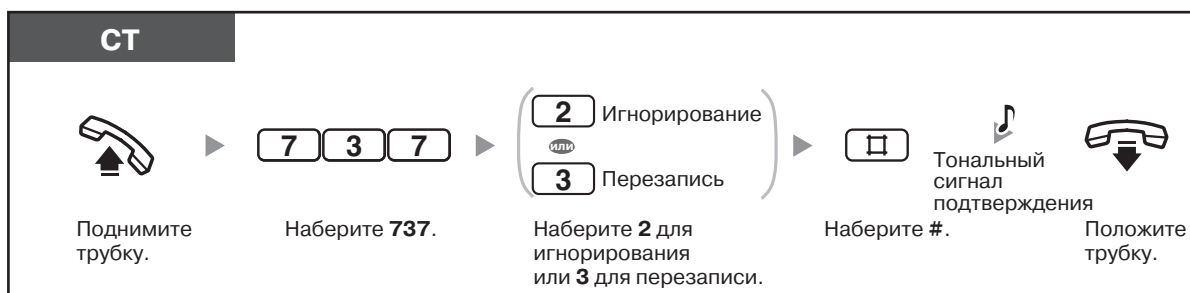 СТ
7 3 7
2 Игнорирование
или
3 Перезапись
#
Тональный
сигнал
подтверждения
Поднимите
трубку.
Наберите 737.
Наберите 2 для
игнорирования
или 3 для перезаписи.
Наберите #.
Положите
трубку.